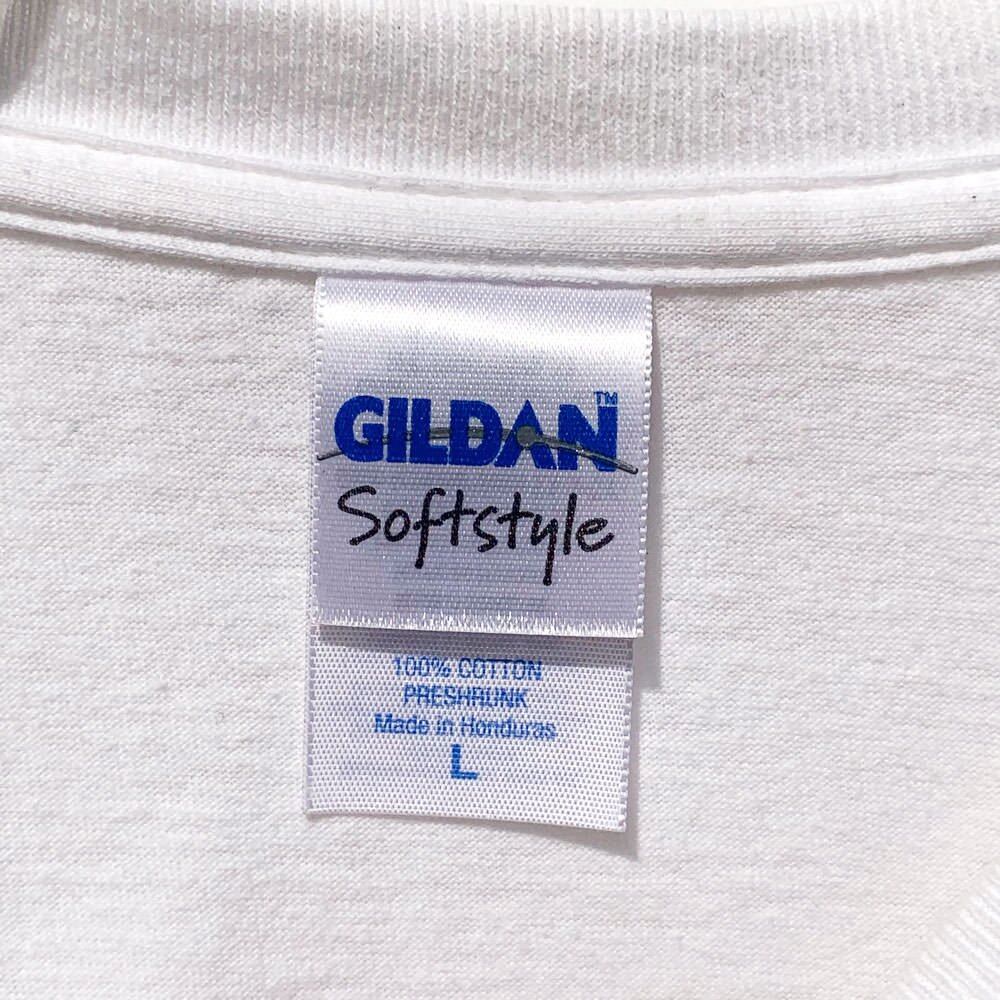 GILDAN™
Softstyle
100% COTTON
PRESHRUNK
Made in Honduras
L